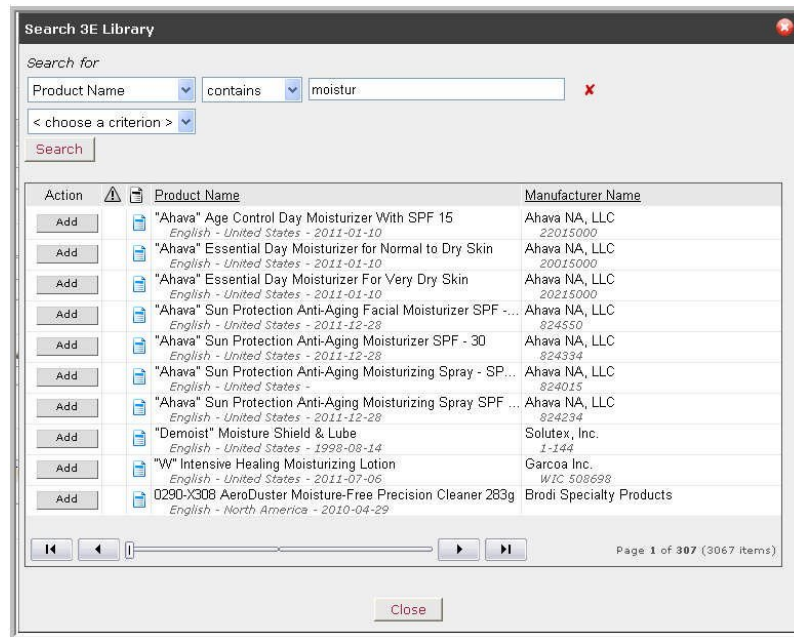 Search 3E Library
Search for
Product Name contains moistur
< choose a criterion >
Search
Action Product Name Manufacturer Name
Add "Ahava" Age Control Day Moisturizer With SPF 15 Ahava NA, LLC
English - United States - 2011-01-10 22015000
Add "Ahava" Essential Day Moisturizer for Normal to Dry Skin Ahava NA, LLC
English - United States - 2011-01-10 20015000
Add "Ahava" Essential Day Moisturizer For Very Dry Skin Ahava NA, LLC
English - United States - 2011-01-10 20215000
Add "Ahava" Sun Protection Anti-Aging Facial Moisturizer SPF -... Ahava NA, LLC
English - United States - 2011-12-28 824550
Add "Ahava" Sun Protection Anti-Aging Moisturizer SPF - 30 Ahava NA, LLC
English - United States - 2011-12-28 824334
Add "Ahava" Sun Protection Anti-Aging Moisturizing Spray - SP... Ahava NA, LLC
English - United States - 824015
Add "Ahava" Sun Protection Anti-Aging Moisturizing Spray SPF ... Ahava NA, LLC
English - United States - 2011-12-28 824234
Add "Demoist" Moisture Shield & Lube Solutex, Inc.
English - United States - 1998-08-14 1-144
Add "W" Intensive Healing Moisturizing Lotion Garcoa Inc.
English - United States - 2011-07-06 WIC 508698
Add 0290-X308 AeroDuster Moisture-Free Precision Cleaner 283g Brodi Specialty Products
English - North America - 2010-04-29
Page 1 of 307 (3067 items)
Close